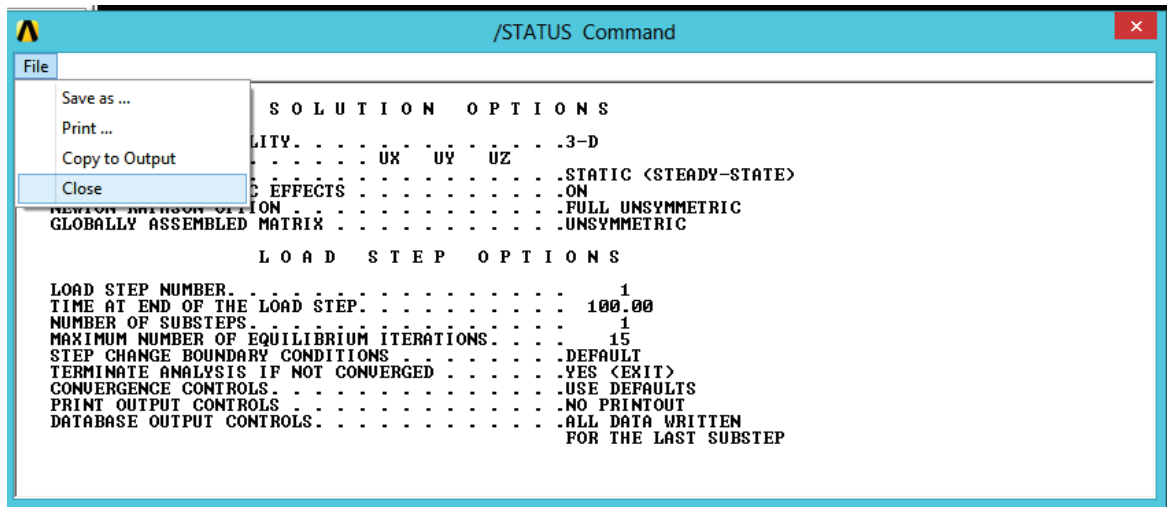 /STATUS Command
File
Save as ...
Print ...
Copy to Output
Close
S O L U T I O N   O P T I O N S
. . . . . . . . . . . . .3-D
. . . . . . UX   UY   UZ
. . . . . . . . . . . . .STATIC (STEADY-STATE)
EFFECTS . . . . . . . . . .ON
NEWTON-RAPHSON OPTION . . . . . . . . . . . . .FULL UNSYMMETRIC
GLOBALLY ASSEMBLED MATRIX . . . . . . . . . . .UNSYMMETRIC
L O A D   S T E P   O P T I O N S
LOAD STEP NUMBER. . . . . . . . . . . . . . . . 1
TIME AT END OF THE LOAD STEP. . . . . . . . . . 100.00
NUMBER OF SUBSTEPS. . . . . . . . . . . . . . . 1
MAXIMUM NUMBER OF EQUILIBRIUM ITERATIONS. . . . 15
STEP CHANGE BOUNDARY CONDITIONS . . . . . . . .DEFAULT
TERMINATE ANALYSIS IF NOT CONVERGED . . . . . .YES (EXIT)
CONVERGENCE CONTROLS. . . . . . . . . . . . . .USE DEFAULTS
PRINT OUTPUT CONTROLS . . . . . . . . . . . . .NO PRINTOUT
DATABASE OUTPUT CONTROLS. . . . . . . . . . . .ALL DATA WRITTEN
FOR THE LAST SUBSTEP